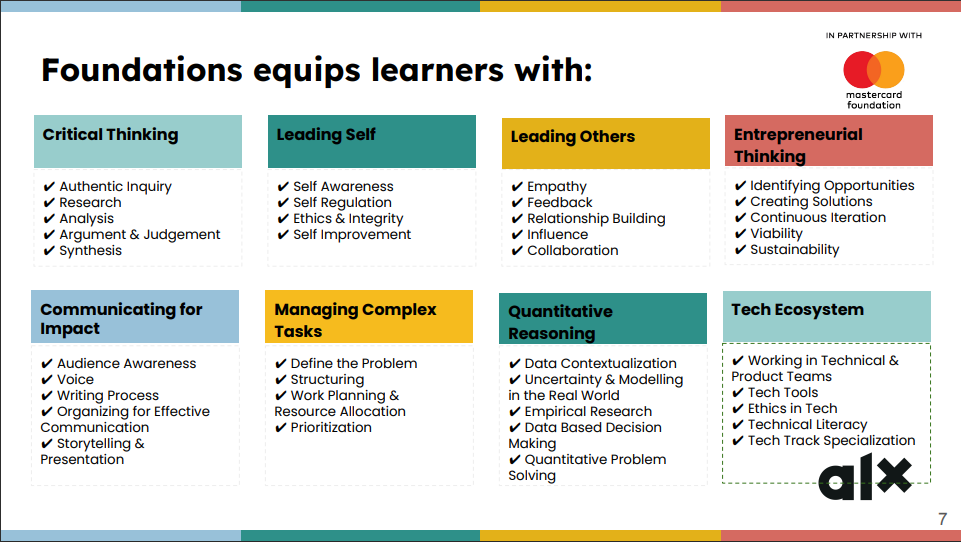 IN PARTNERSHIP WITH
Foundations equips learners with:
mastercard
foundation
Critical Thinking
✔ Authentic Inquiry
✔ Research
✔ Analysis
✔ Argument & Judgement
✔ Synthesis
Leading Self
✔ Self Awareness
✔ Self Regulation
✔ Ethics & Integrity
✔ Self Improvement
Leading Others
✔ Empathy
✔ Feedback
✔ Relationship Building
✔ Influence
✔ Collaboration
Entrepreneurial
Thinking
✔ Identifying Opportunities
✔ Creating Solutions
✔ Continuous Iteration
✔ Viability
✔ Sustainability
Communicating for
Impact
✔ Audience Awareness
✔ Voice
✔ Writing Process
✔ Organizing for Effective
Communication
✔ Storytelling &
Presentation
Managing Complex
Tasks
✔ Define the Problem
✔ Structuring
✔ Work Planning &
Resource Allocation
✔ Prioritization
Quantitative
Reasoning
✔ Data Contextualization
✔ Uncertainty & Modelling
in the Real World
✔ Empirical Research
✔ Data Based Decision
Making
✔ Quantitative Problem
Solving
Tech Ecosystem
✔ Working in Technical &
Product Teams
✔ Tech Tools
✔ Ethics in Tech
✔ Technical Literacy
✔ Tech Track Specialization
alx
7